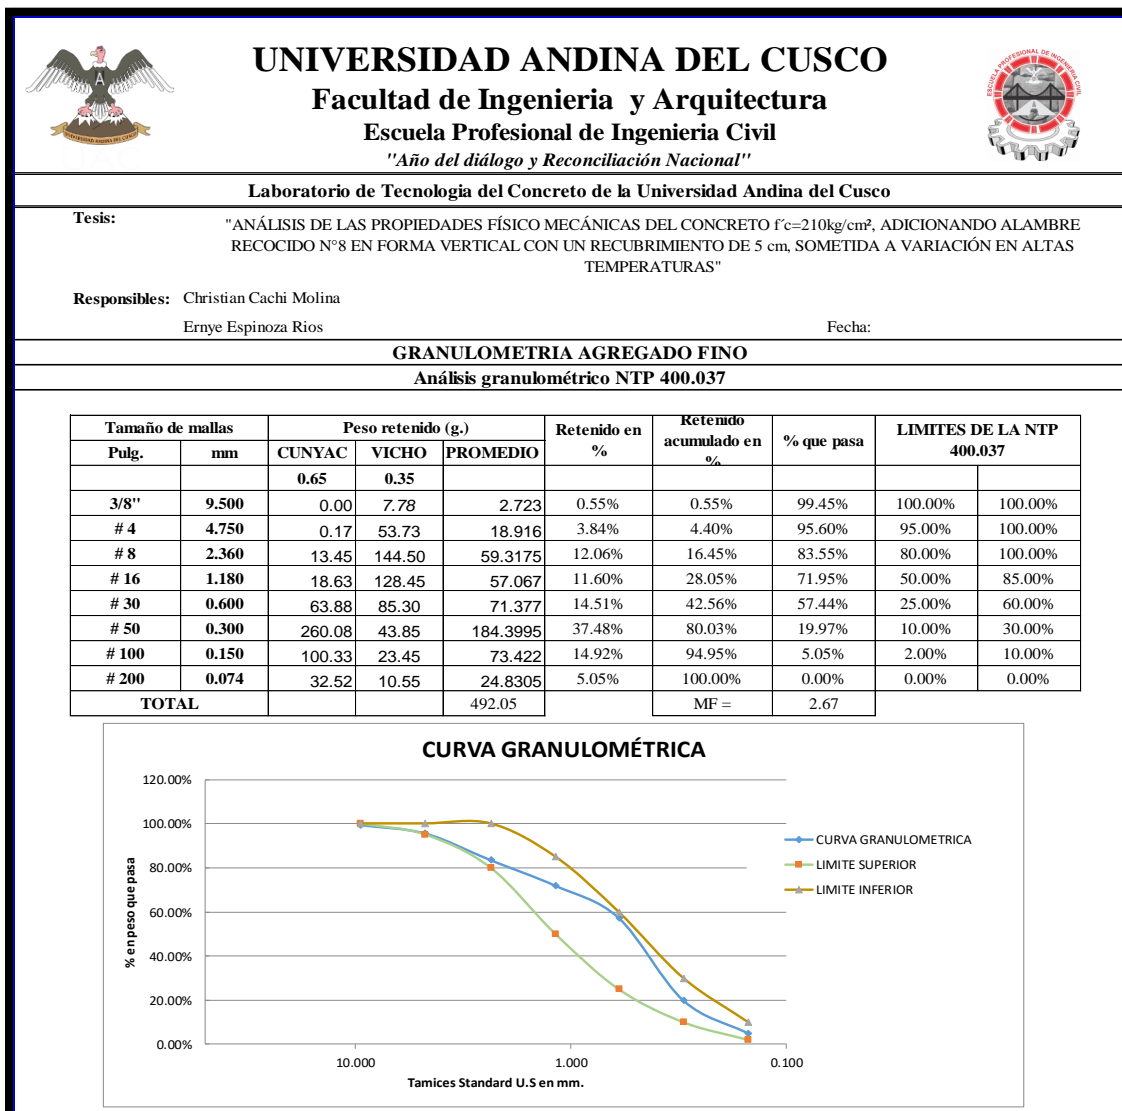 UNIVERSIDAD ANDINA DEL CUSCO
Facultad de Ingenieria y Arquitectura
Escuela Profesional de Ingenieria Civil
"Año del diálogo y Reconciliación Nacional"
Laboratorio de Tecnologia del Concreto de la Universidad Andina del Cusco
Tesis: "ANÁLISIS DE LAS PROPIEDADES FÍSICO MECÁNICAS DEL CONCRETO f´c=210kg/cm², ADICIONANDO ALAMBRE
RECOCIDO N°8 EN FORMA VERTICAL CON UN RECUBRIMIENTO DE 5 cm, SOMETIDA A VARIACIÓN EN ALTAS
TEMPERATURAS"
Responsibles: Christian Cachi Molina
Ernye Espinoza Rios Fecha:
GRANULOMETRIA AGREGADO FINO
Análisis granulométrico NTP 400.037
Tamaño de mallas Peso retenido (g.) Retenido en % Retenido acumulado en % % que pasa LIMITES DE LA NTP 400.037
Pulg. mm CUNYAC VICHO PROMEDIO
0.65 0.35
3/8" 9.500 0.00 7.78 2.723 0.55% 0.55% 99.45% 100.00% 100.00%
# 4 4.750 0.17 53.73 18.916 3.84% 4.40% 95.60% 95.00% 100.00%
# 8 2.360 13.45 144.50 59.3175 12.06% 16.45% 83.55% 80.00% 100.00%
# 16 1.180 18.63 128.45 57.067 11.60% 28.05% 71.95% 50.00% 85.00%
# 30 0.600 63.88 85.30 71.377 14.51% 42.56% 57.44% 25.00% 60.00%
# 50 0.300 260.08 43.85 184.3995 37.48% 80.03% 19.97% 10.00% 30.00%
# 100 0.150 100.33 23.45 73.422 14.92% 94.95% 5.05% 2.00% 10.00%
# 200 0.074 32.52 10.55 24.8305 5.05% 100.00% 0.00% 0.00% 0.00%
TOTAL 492.05 MF = 2.67
CURVA GRANULOMÉTRICA
% en peso que pasa
120.00%
100.00%
80.00%
60.00%
40.00%
20.00%
0.00%
10.000 1.000 0.100
Tamices Standard U.S en mm.
CURVA GRANULOMETRICA
LIMITE SUPERIOR
LIMITE INFERIOR